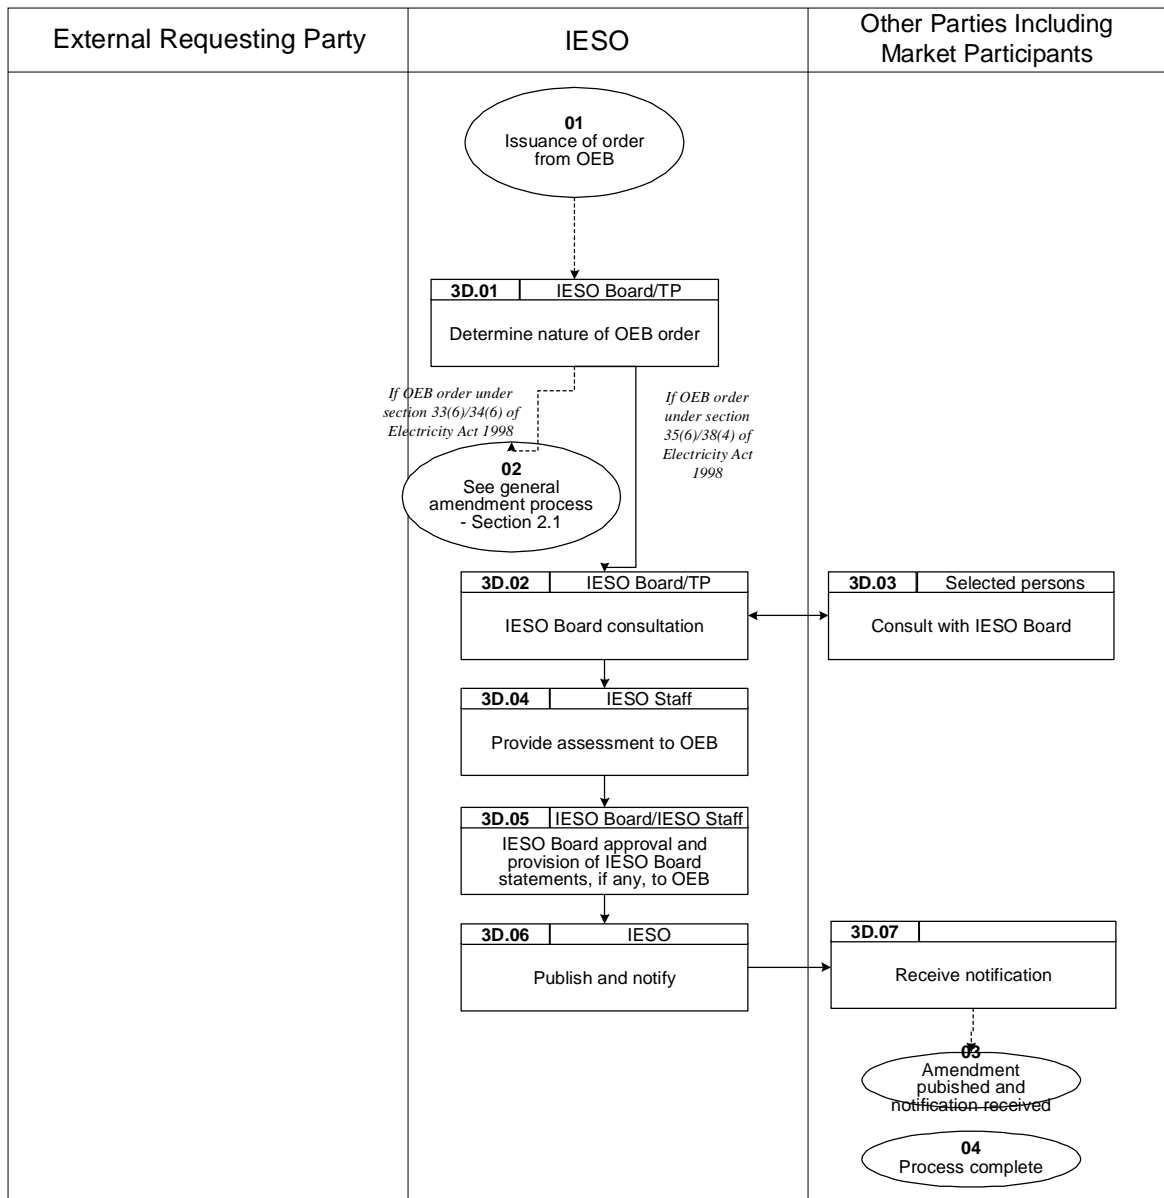 External Requesting Party
IESO
Other Parties Including
Market Participants
01
Issuance of order
from OEB
3D.01
IESO Board/TP
Determine nature of OEB order
If OEB order under
section 33(6)/34(6) of
Electricity Act 1998
If OEB order
under section
35(6)/38(4) of
Electricity Act
1998
02
See general
amendment process
- Section 2.1
3D.02
IESO Board/TP
IESO Board consultation
3D.03
Selected persons
Consult with IESO Board
3D.04
IESO Staff
Provide assessment to OEB
3D.05
IESO Board/IESO Staff
IESO Board approval and
provision of IESO Board
statements, if any, to OEB
3D.06
IESO
Publish and notify
3D.07
Receive notification
03
Amendment
pubished and
notification received
04
Process complete